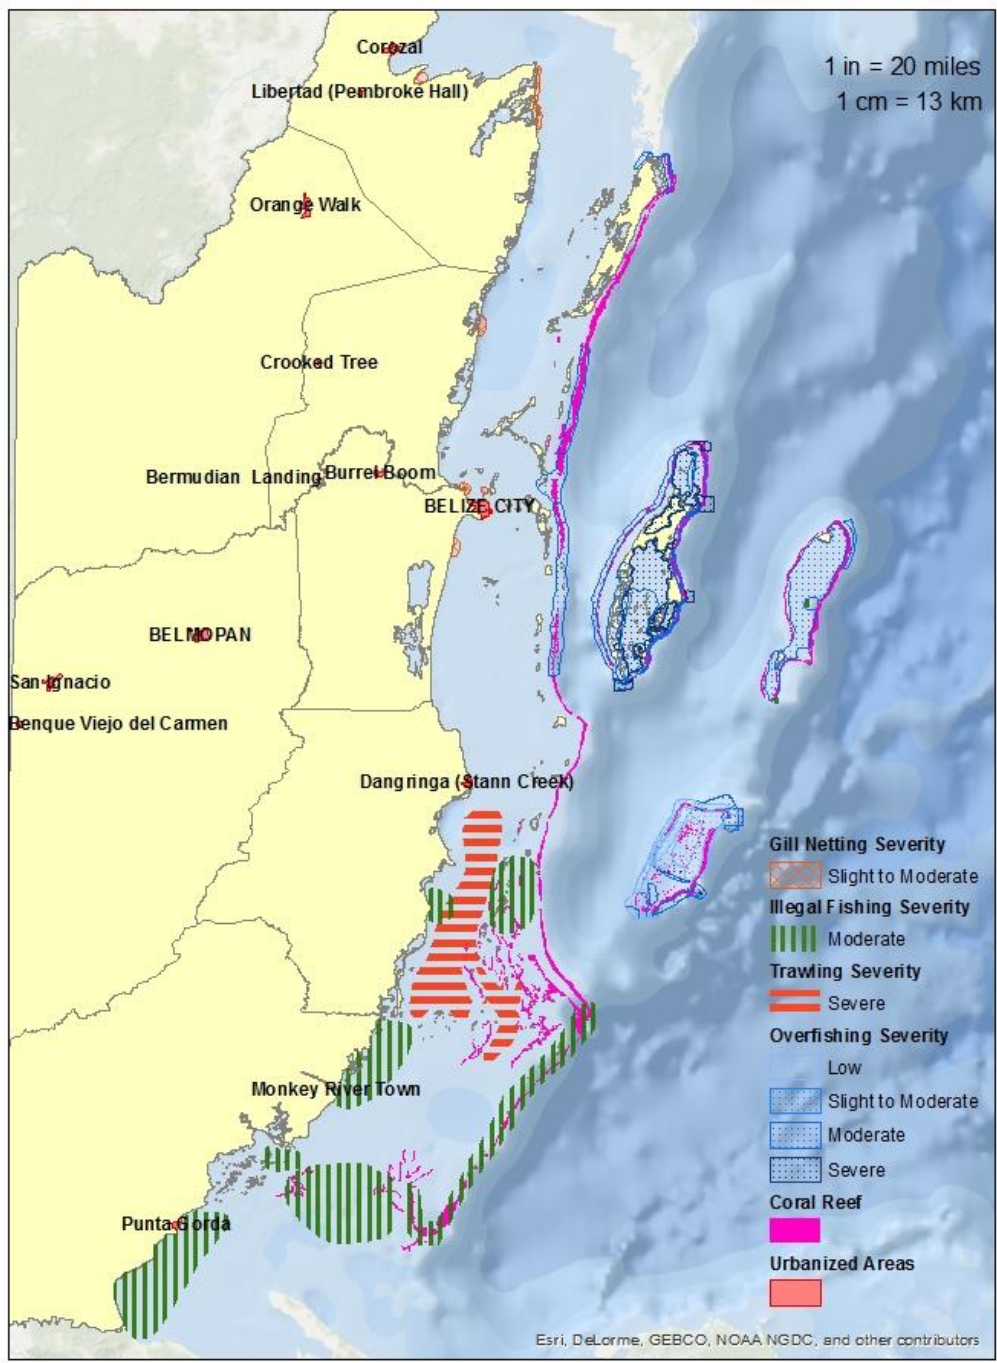 Corozal
1 in = 20 miles
Libertad (Pembroke Hall)
1 cm = 13 km
Orange Walk
Crooked Tree
Bermudian Landing
Burrel Boom
BELIZE CITY
BELMOPAN
San Ignacio
Benque Viejo del Carmen
Dangringa (Stann Creek)
Monkey River Town
Punta Gorda
Gill Netting Severity
Slight to Moderate
Illegal Fishing Severity
Moderate
Trawling Severity
Severe
Overfishing Severity
Low
Slight to Moderate
Moderate
Severe
Coral Reef
Urbanized Areas
Esri, DeLorme, GEBCO, NOAA NGDC, and other contributors